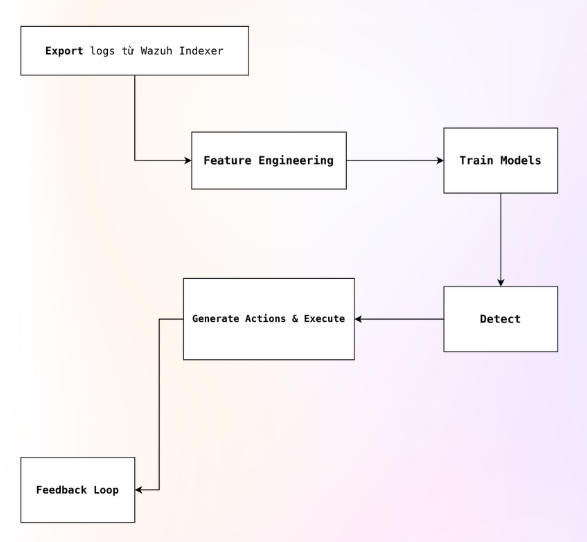 Export logs từ Wazuh Indexer
Feature Engineering
Train Models
Generate Actions & Execute
Detect
Feedback Loop